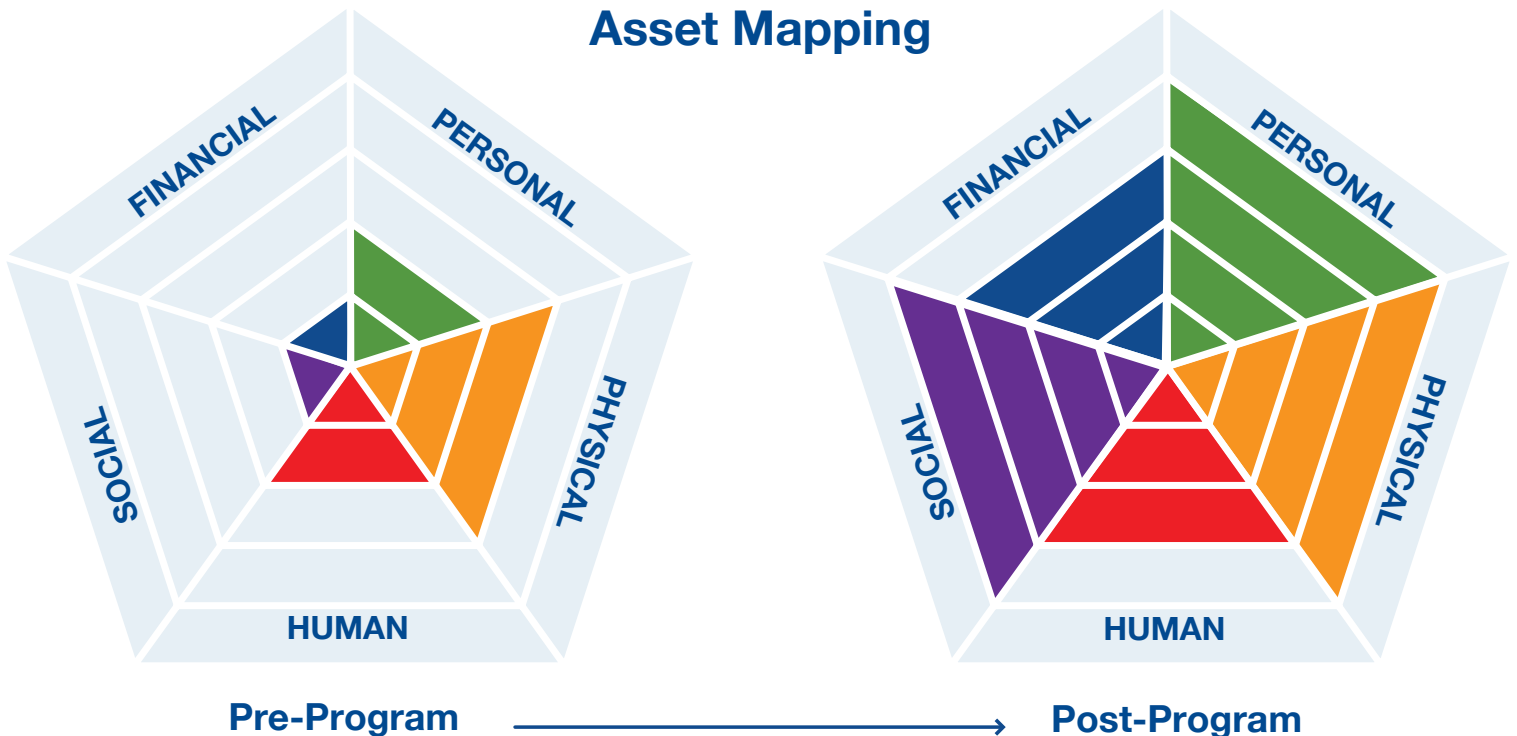 Asset Mapping
FINANCIAL
PERSONAL
SOCIAL
PHYSICAL
HUMAN
Pre-Program
FINANCIAL
PERSONAL
SOCIAL
PHYSICAL
HUMAN
Post-Program